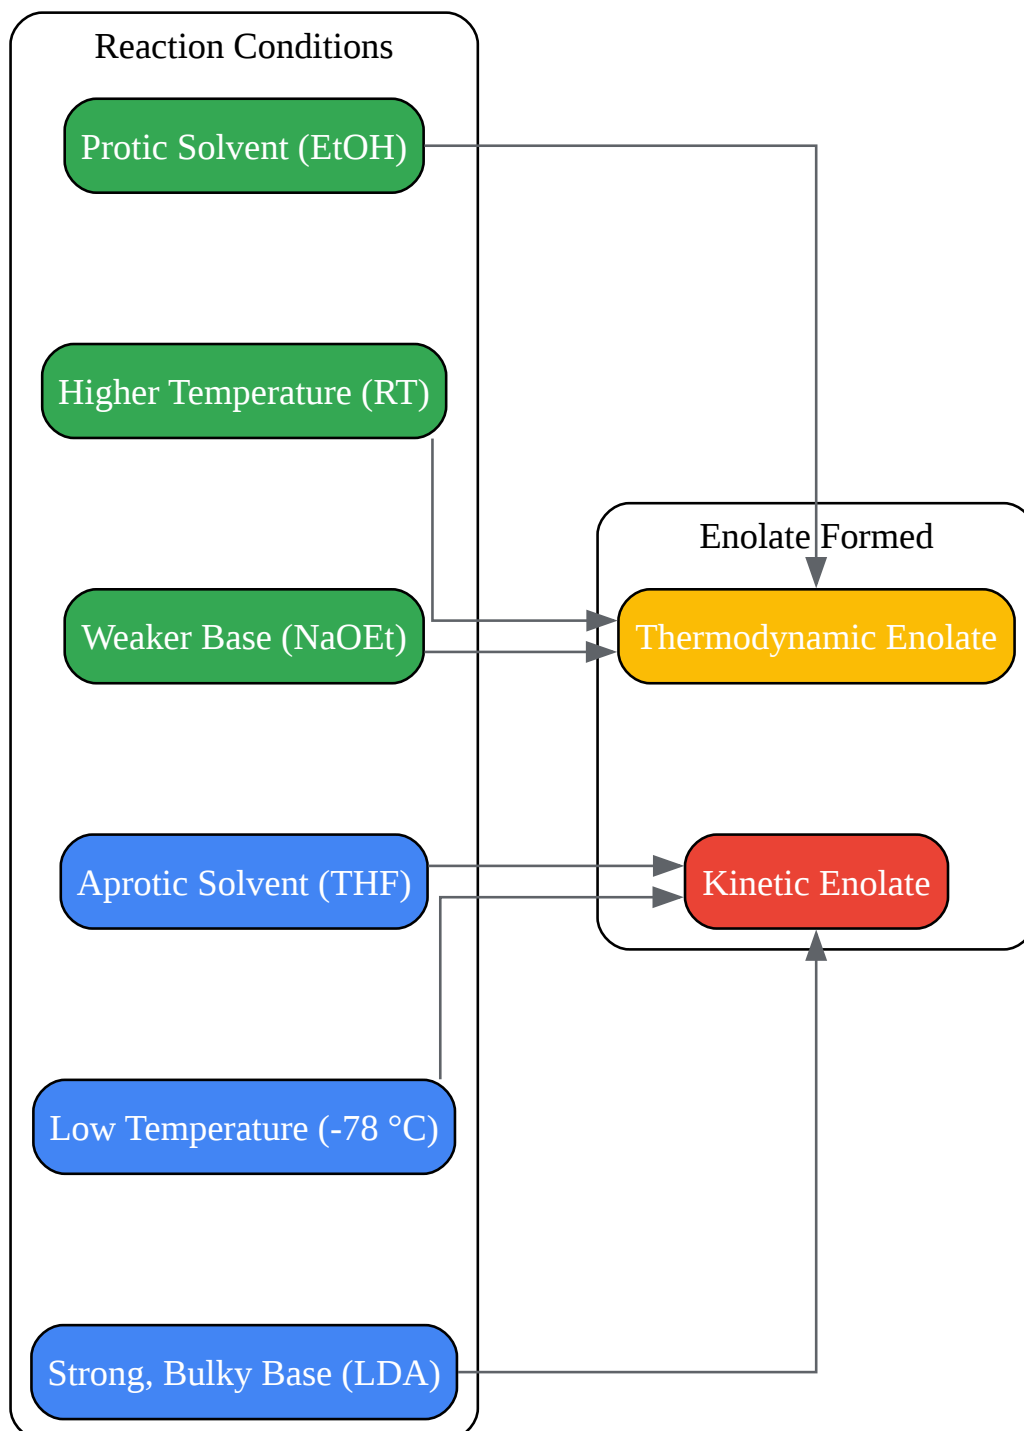 Reaction Conditions
Protic Solvent (EtOH)
Higher Temperature (RT)
Weaker Base (NaOEt)
Aprotic Solvent (THF)
Low Temperature (-78 °C)
Strong, Bulky Base (LDA)
Enolate Formed
Thermodynamic Enolate
Kinetic Enolate